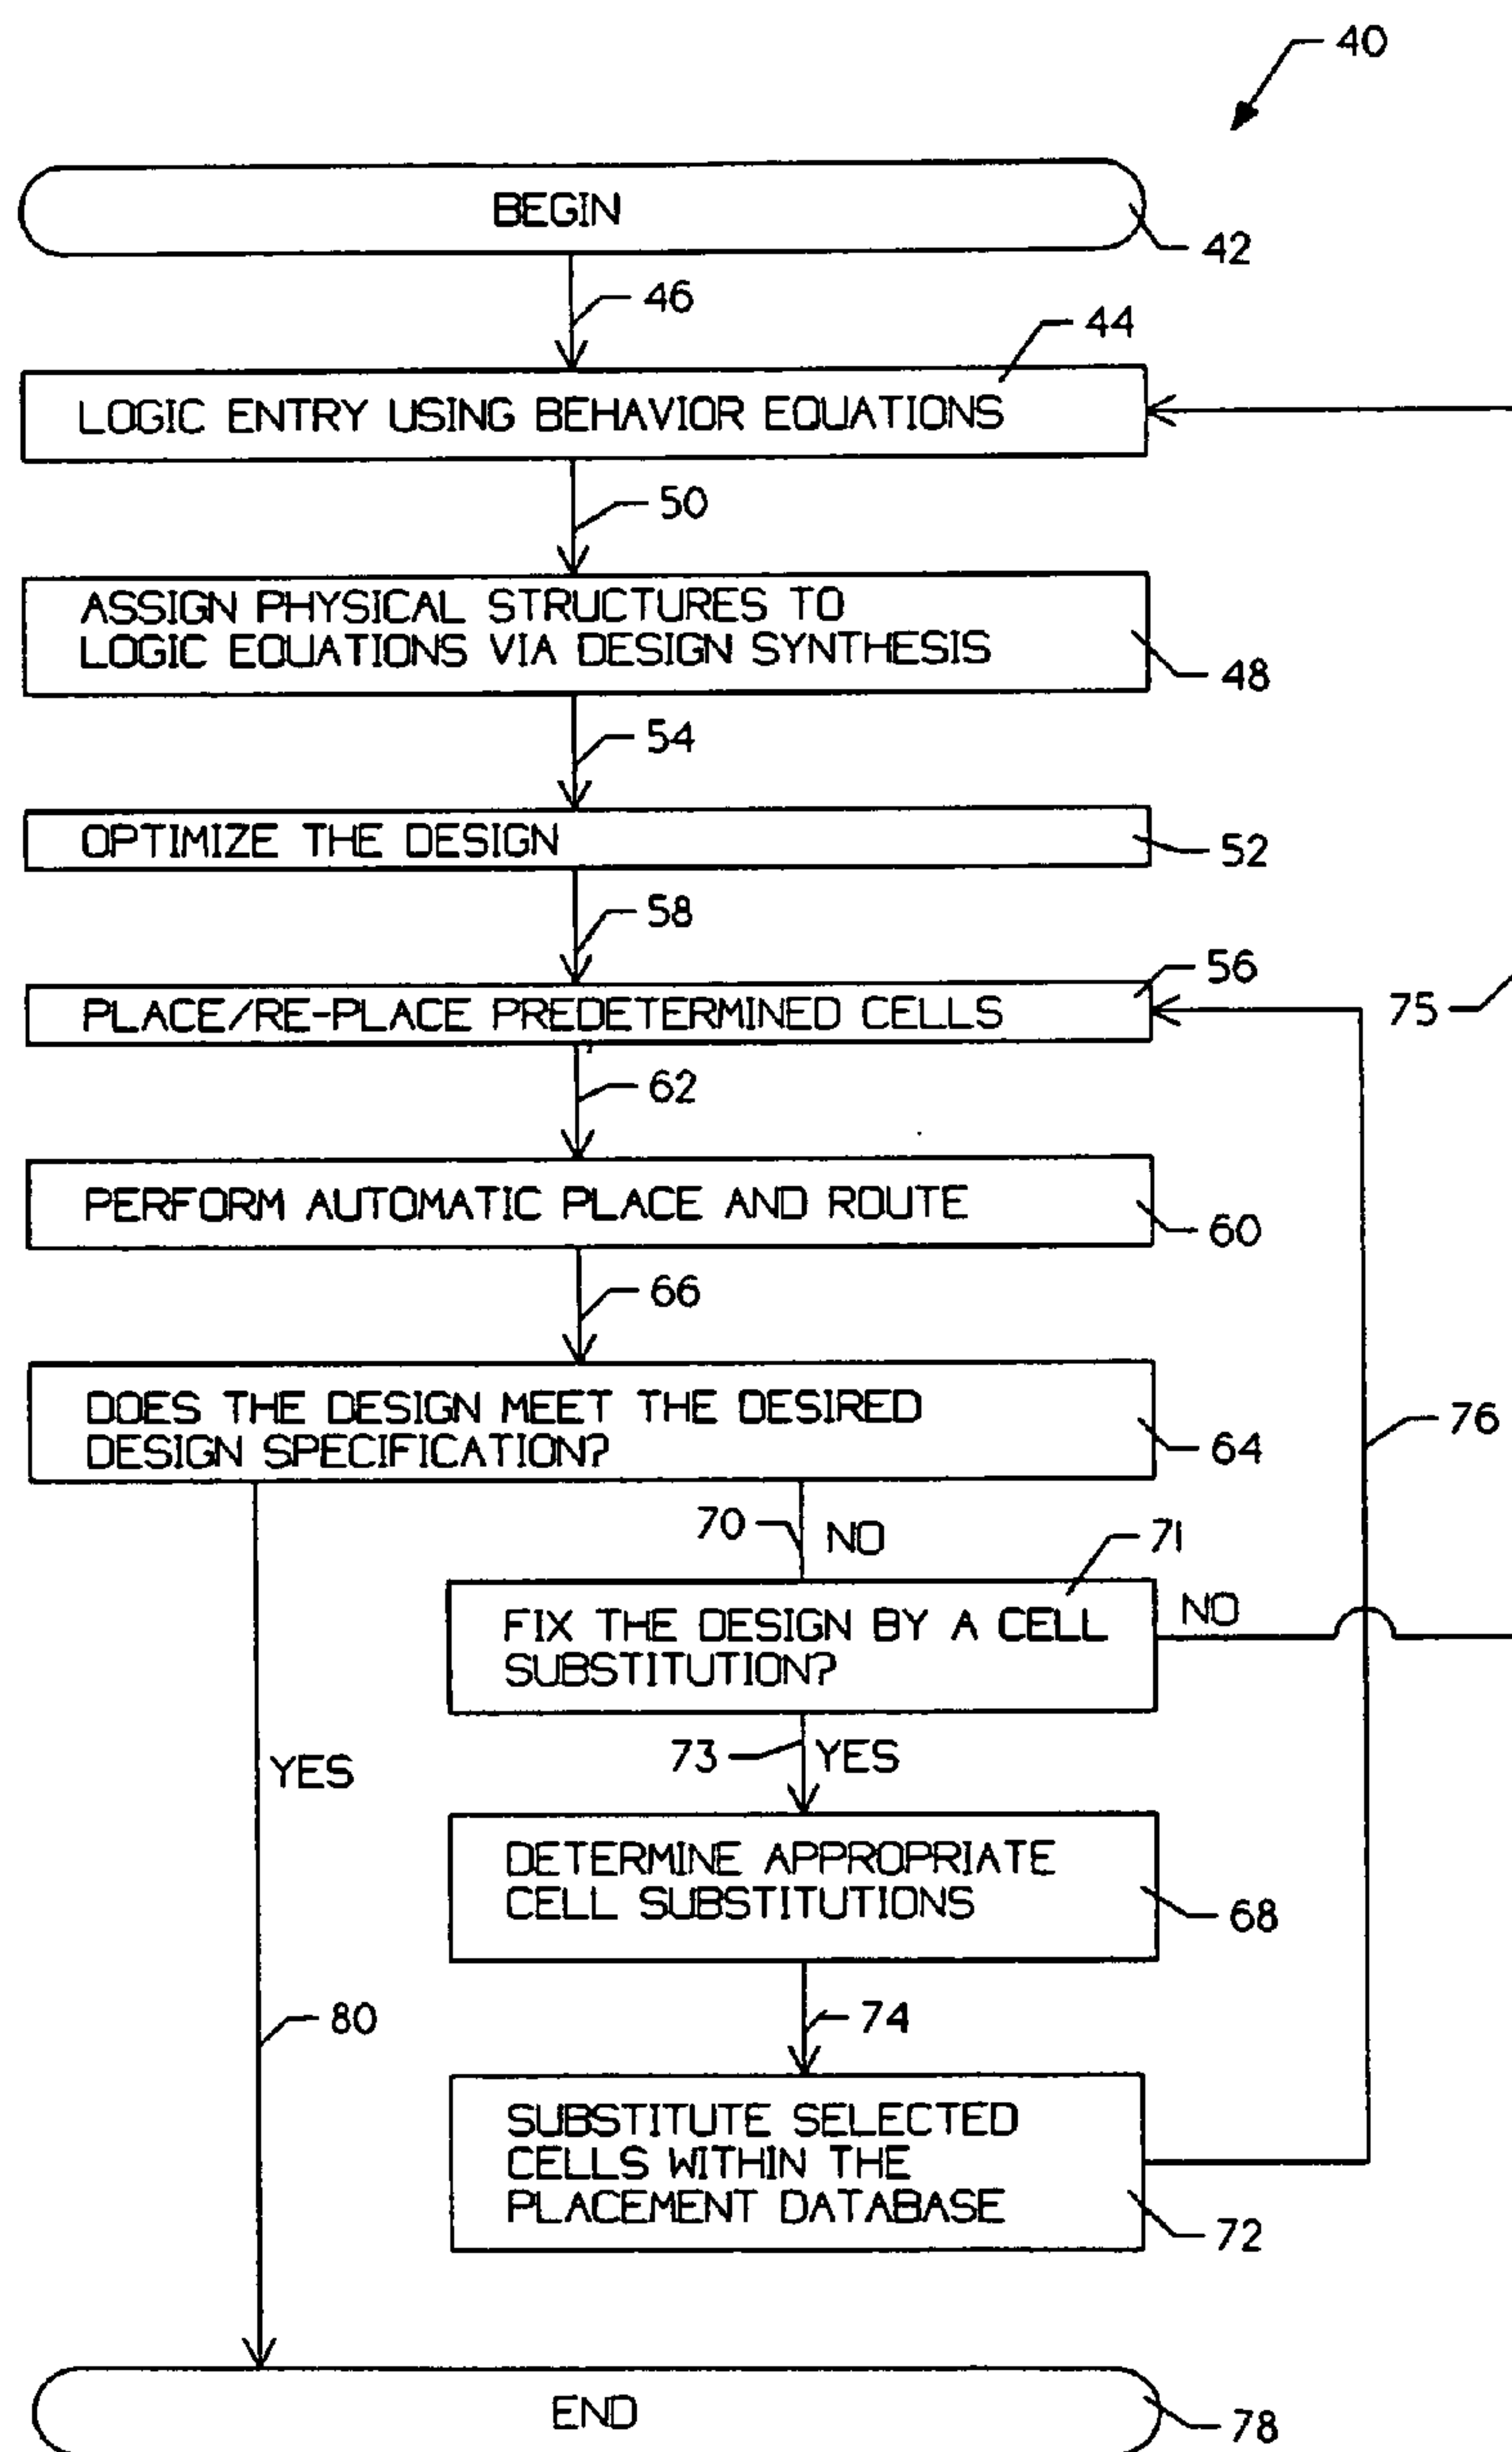 40
BEGIN
42
46
44
LOGIC ENTRY USING BEHAVIOR EQUATIONS
50
ASSIGN PHYSICAL STRUCTURES TO
LOGIC EQUATIONS VIA DESIGN SYNTHESIS
48
54
OPTIMIZE THE DESIGN
52
58
56
PLACE/RE-PLACE PREDETERMINED CELLS
75
62
PERFORM AUTOMATIC PLACE AND ROUTE
60
66
DOES THE DESIGN MEET THE DESIRED
DESIGN SPECIFICATION?
64
76
70
NO
71
FIX THE DESIGN BY A CELL
SUBSTITUTION?
NO
73
YES
YES
DETERMINE APPROPRIATE
CELL SUBSTITUTIONS
68
80
74
SUBSTITUTE SELECTED
CELLS WITHIN THE
PLACEMENT DATABASE
72
END
78